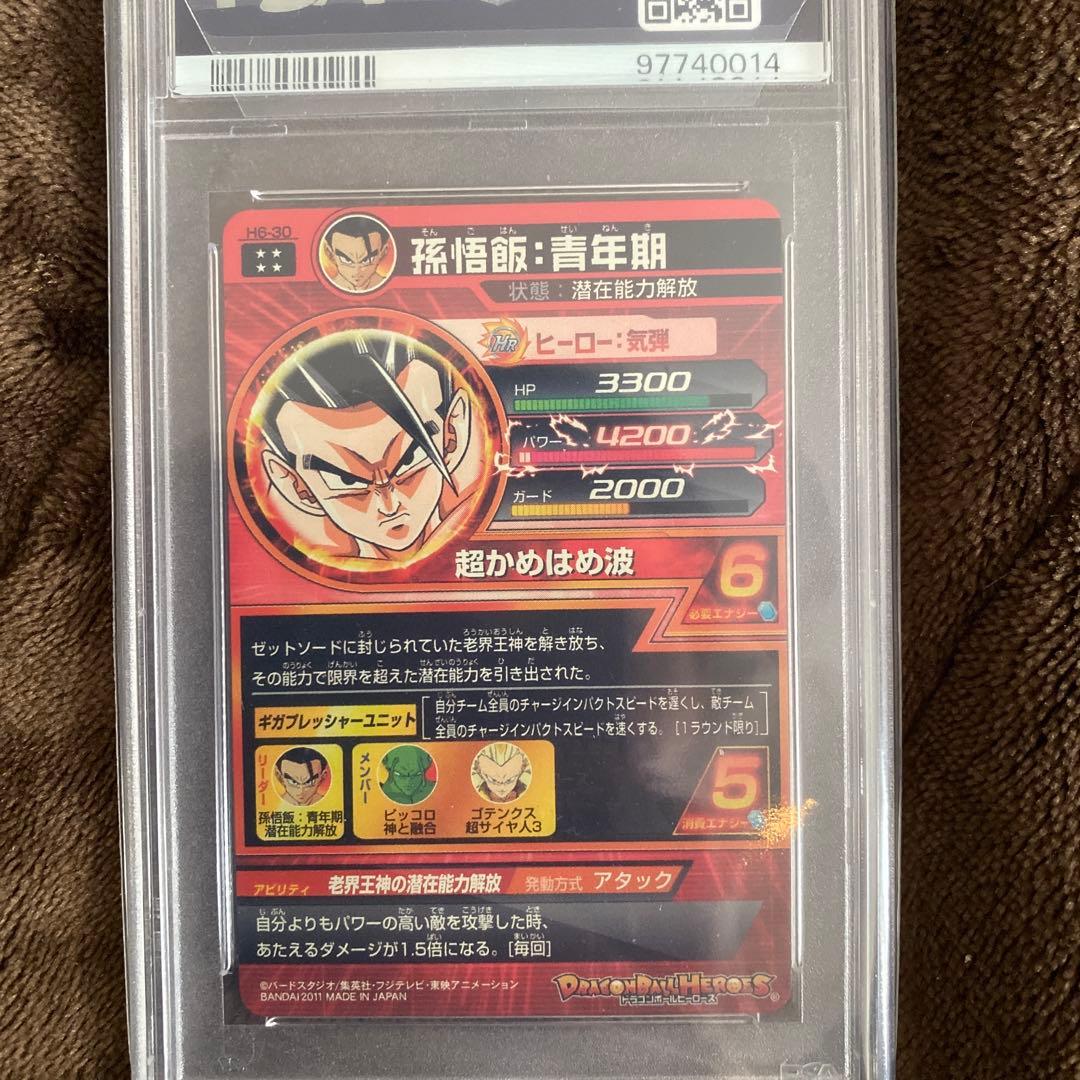 97740014
H6-30
孫悟飯:青年期
状態:潜在能力解放
HR ヒーロー:気弾
HP 3300
パワー 4200
ガード 2000
超かめはめ波
6
必要エナジー
ゼットソードに封じられていた老界王神を解き放ち、
その能力で限界を超えた潜在能力を引き出された。
ギガプレッシャーユニット
自分チーム全員のチャージインパクトスピードを遅くし、敵チーム
全員のチャージインパクトスピードを速くする。[1ラウンド限り]
リーダー
孫悟飯:青年期
潜在能力解放
メンバー
ピッコロ
神と融合
ゴテンクス
超サイヤ人3
5
消費エナジー
アビリティ 老界王神の潜在能力解放 発動方式 アタック
自分よりもパワーの高い敵を攻撃した時、
あたえるダメージが1.5倍になる。[毎回]
©バードスタジオ/集英社・フジテレビ・東映アニメーション
BANDAI 2011 MADE IN JAPAN
DRAGONBALL HEROES
ドラゴンボールヒーローズ